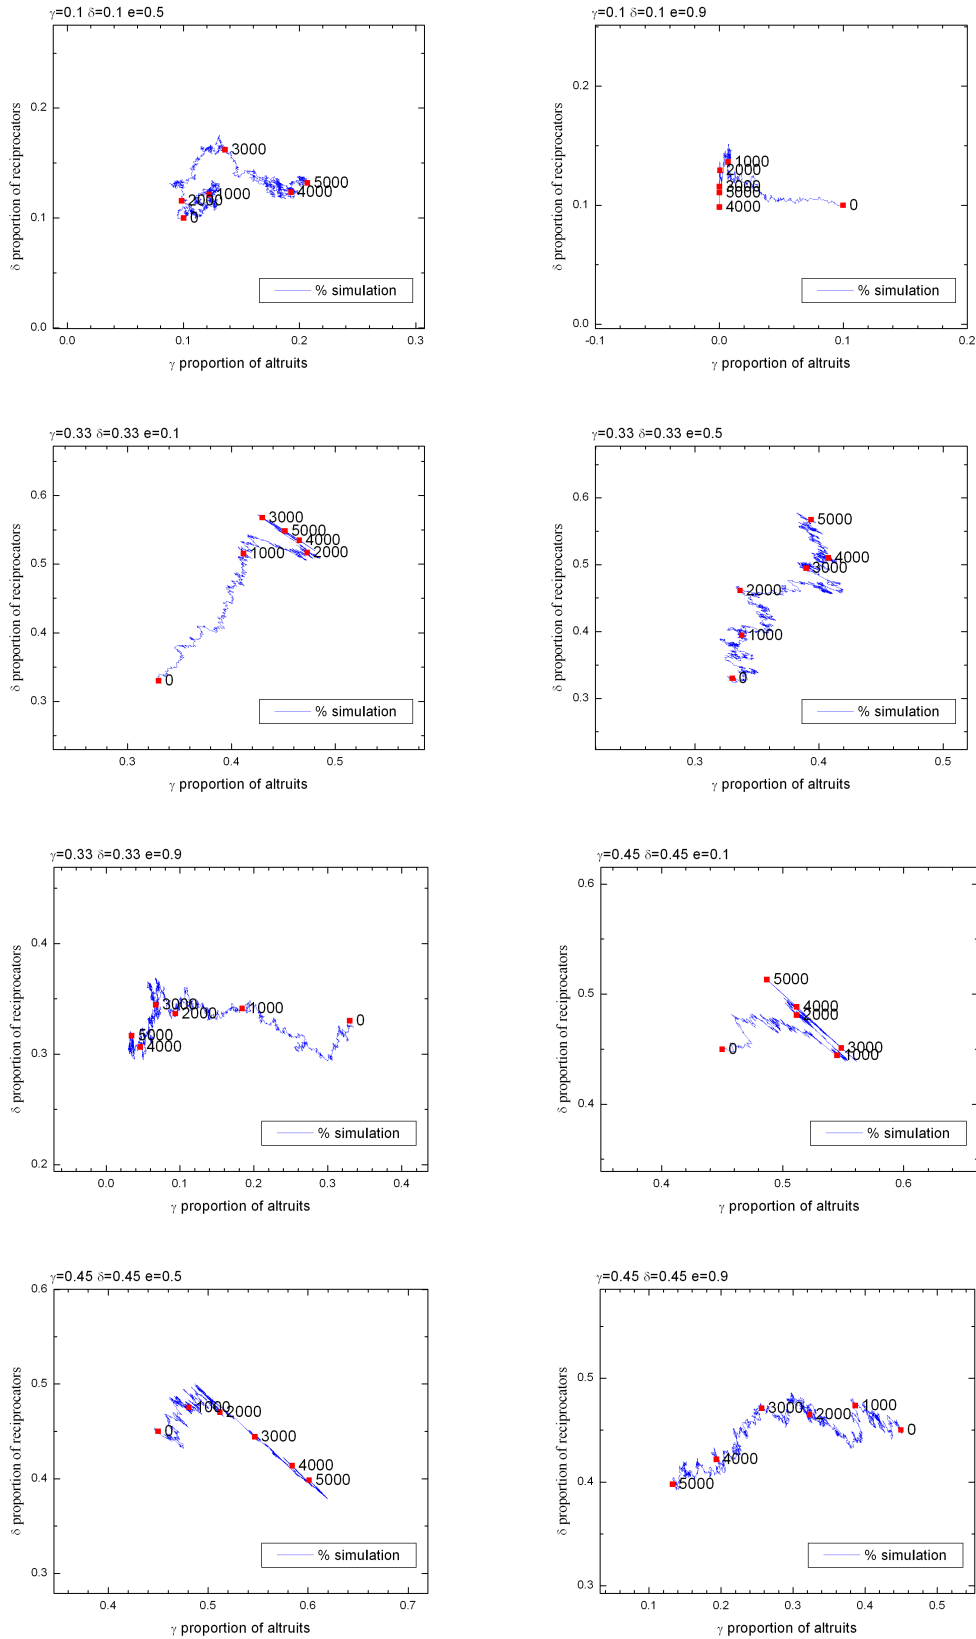 γ=0.1 δ=0.1 e=0.5
δ proportion of reciprocators
0.2
0.1
0.0
3000
2000
1000
0
5000
4000
% simulation
0.0 0.1 0.2 0.3
γ proportion of altruits
γ=0.1 δ=0.1 e=0.9
δ proportion of reciprocators
0.2
0.1
0.0
1000
2000
3000
5000
4000
0
% simulation
-0.1 0.0 0.1 0.2
γ proportion of altruits
γ=0.33 δ=0.33 e=0.1
δ proportion of reciprocators
0.6
0.5
0.4
0.3
3000
5000
4000
2000
1000
0
% simulation
0.3 0.4 0.5
γ proportion of altruits
γ=0.33 δ=0.33 e=0.5
δ proportion of reciprocators
0.6
0.5
0.4
0.3
5000
4000
3000
2000
1000
0
% simulation
0.3 0.4 0.5
γ proportion of altruits
γ=0.33 δ=0.33 e=0.9
δ proportion of reciprocators
0.4
0.3
0.2
3000
2000
1000
0
5000
4000
% simulation
0.0 0.1 0.2 0.3 0.4
γ proportion of altruits
γ=0.45 δ=0.45 e=0.1
δ proportion of reciprocators
0.6
0.5
0.4
5000
4000
2000
3000
1000
0
% simulation
0.4 0.5 0.6
γ proportion of altruits
γ=0.45 δ=0.45 e=0.5
δ proportion of reciprocators
0.6
0.5
0.4
0.3
0
1000
2000
3000
4000
5000
% simulation
0.4 0.5 0.6 0.7
γ proportion of altruits
γ=0.45 δ=0.45 e=0.9
δ proportion of reciprocators
0.5
0.4
0.3
3000
2000
1000
0
4000
5000
% simulation
0.1 0.2 0.3 0.4 0.5
γ proportion of altruits